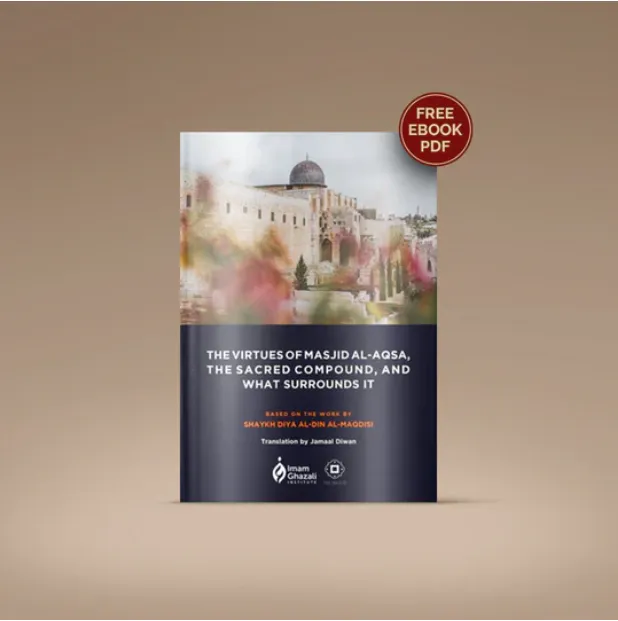 FREE
EBOOK
PDF
THE VIRTUES OF MASJID AL-AQSA,
THE SACRED COMPOUND, AND
WHAT SURROUNDS IT
BASED ON THE WORK BY
SHAYKH DIYA AL-DIN AL-MAQDISI
Translation by Jamaal Diwan
Imam
Ghazali
INSTITUTE